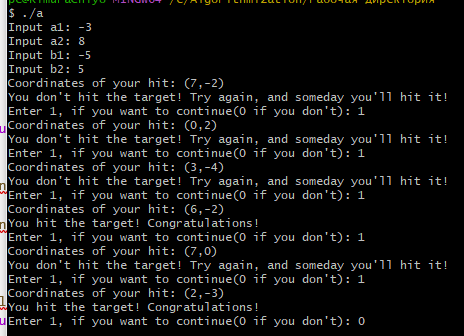 $ ./a
Input a1: -3
Input a2: 8
Input b1: -5
Input b2: 5
Coordinates of your hit: (7,-2)
You don't hit the target! Try again, and someday you'll hit it!
Enter 1, if you want to continue(0 if you don't): 1
Coordinates of your hit: (0,2)
You don't hit the target! Try again, and someday you'll hit it!
Enter 1, if you want to continue(0 if you don't): 1
Coordinates of your hit: (3,-4)
You don't hit the target! Try again, and someday you'll hit it!
Enter 1, if you want to continue(0 if you don't): 1
Coordinates of your hit: (6,-2)
You hit the target! Congratulations!
Enter 1, if you want to continue(0 if you don't): 1
Coordinates of your hit: (7,0)
You don't hit the target! Try again, and someday you'll hit it!
Enter 1, if you want to continue(0 if you don't): 1
Coordinates of your hit: (2,-3)
You hit the target! Congratulations!
Enter 1, if you want to continue(0 if you don't): 0